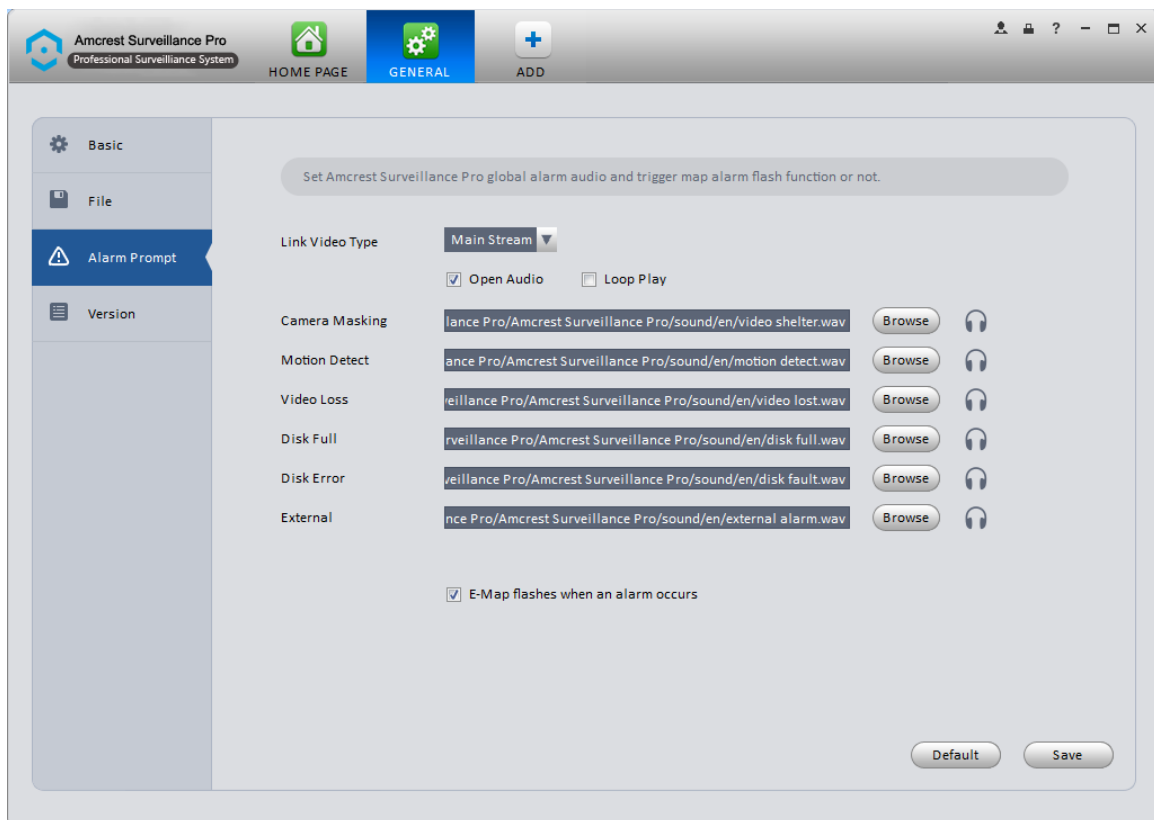 Amcrest Surveillance Pro
Professional Surveillance System
HOME PAGE
GENERAL
ADD
?
Basic
File
Alarm Prompt
Version
Set Amcrest Surveillance Pro global alarm audio and trigger map alarm flash function or not.
Link Video Type Main Stream
Open Audio Loop Play
Camera Masking llance Pro/Amcrest Surveillance Pro/sound/en/video shelter.wav Browse
Motion Detect ance Pro/Amcrest Surveillance Pro/sound/en/motion detect.wav Browse
Video Loss veillance Pro/Amcrest Surveillance Pro/sound/en/video lost.wav Browse
Disk Full rveillance Pro/Amcrest Surveillance Pro/sound/en/disk full.wav Browse
Disk Error veillance Pro/Amcrest Surveillance Pro/sound/en/disk fault.wav Browse
External nce Pro/Amcrest Surveillance Pro/sound/en/external alarm.wav Browse
E-Map flashes when an alarm occurs
Default Save